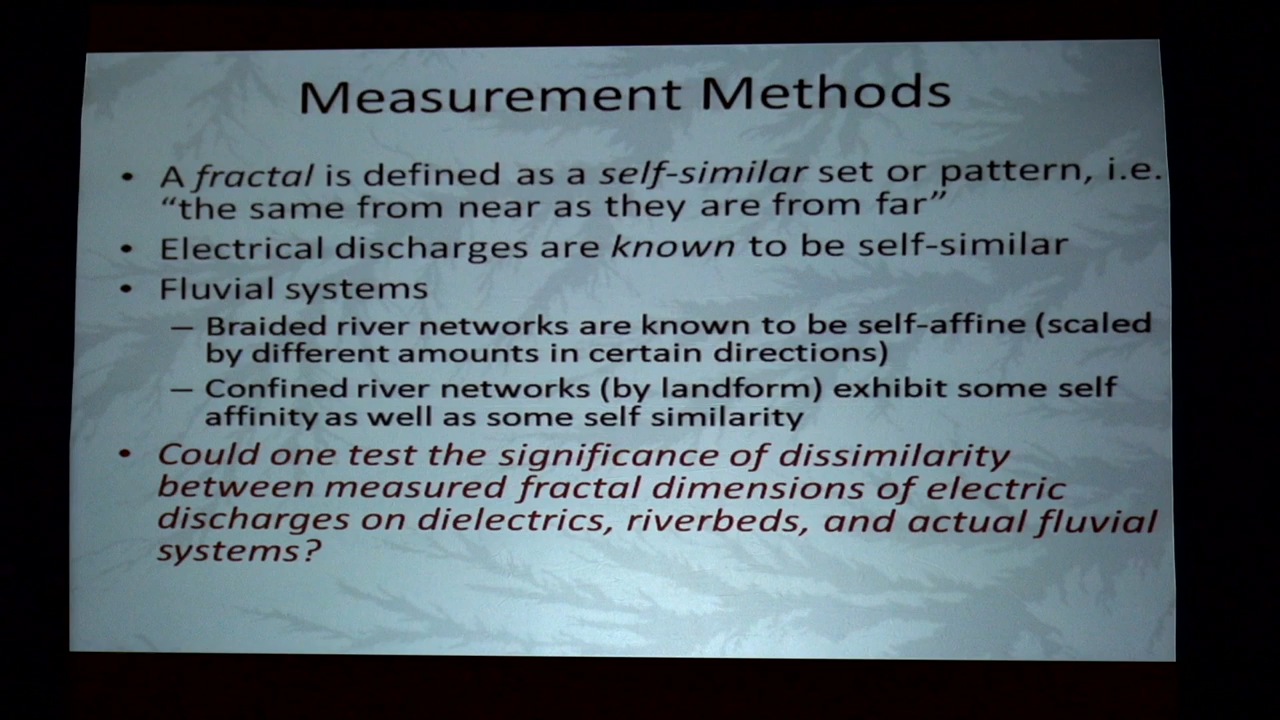 Measurement Methods
• A fractal is defined as a self-similar set or pattern, i.e.
“the same from near as they are from far”
• Electrical discharges are known to be self-similar
• Fluvial systems
– Braided river networks are known to be self-affine (scaled
by different amounts in certain directions)
– Confined river networks (by landform) exhibit some self
affinity as well as some self similarity
• Could one test the significance of dissimilarity
between measured fractal dimensions of electric
discharges on dielectrics, riverbeds, and actual fluvial
systems?